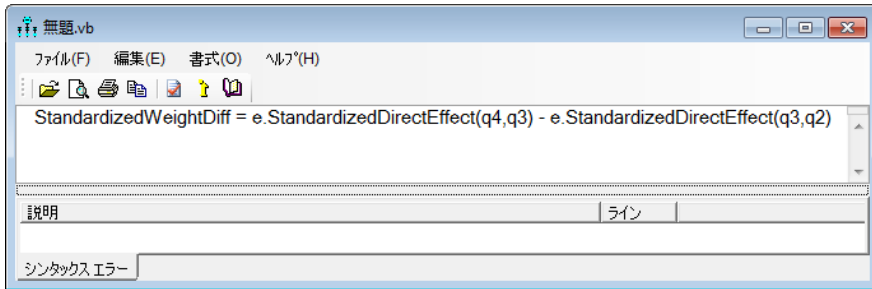 無題.vb
ファイル(F) 編集(E) 書式(O) ヘルプ(H)
StandardizedWeightDiff = e.StandardizedDirectEffect(q4,q3) - e.StandardizedDirectEffect(q3,q2)
説明 ライン
シンタックス エラー